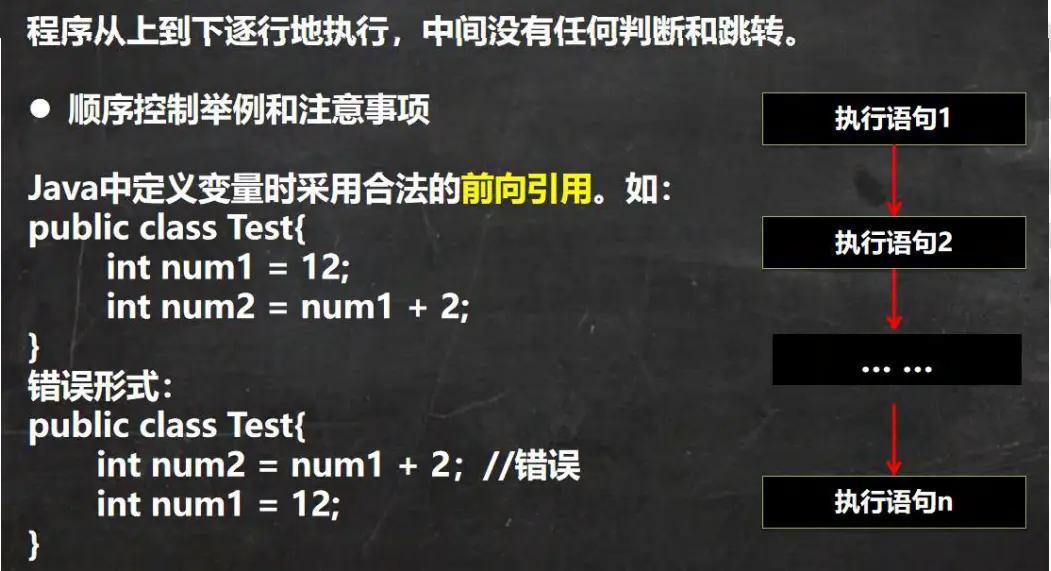 程序从上到下逐行地执行，中间没有任何判断和跳转。
● 顺序控制举例和注意事项
Java中定义变量时采用合法的前向引用。如：
public class Test{
int num1 = 12;
int num2 = num1 + 2;
}
错误形式：
public class Test{
int num2 = num1 + 2；//错误
int num1 = 12;
}
执行语句1
执行语句2
... ...
执行语句n